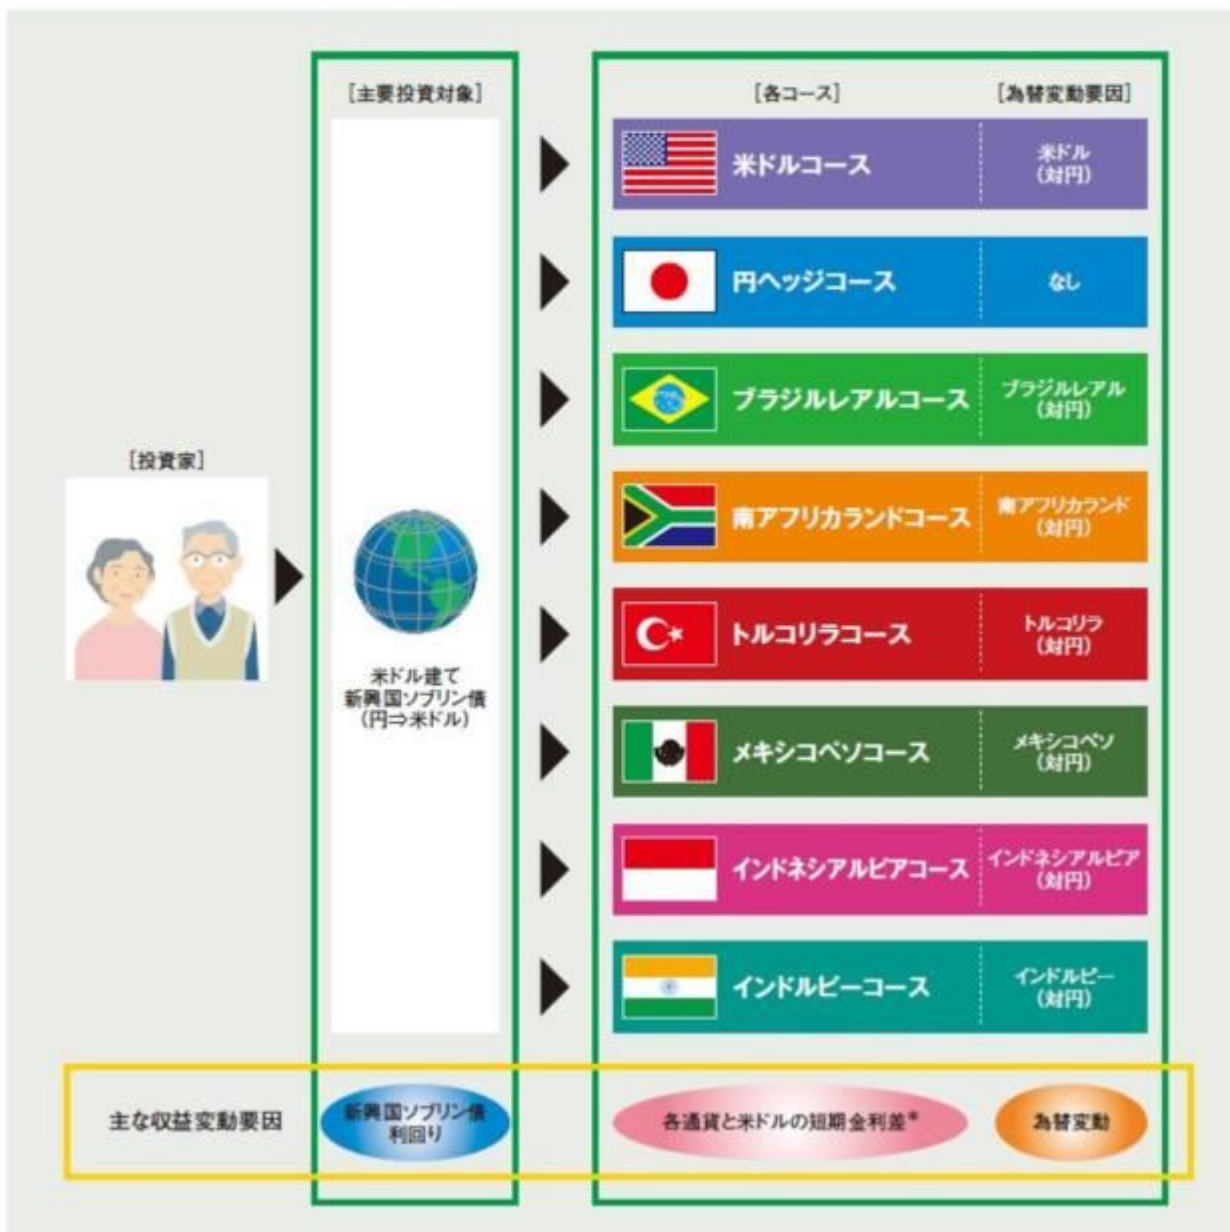 [主要投資対象]
[各コース]
[為替変動要因]
米ドルコース
米ドル
(対円)
円ヘッジコース
なし
ブラジルレアルコース
ブラジルレアル
(対円)
[投資家]
南アフリカランドコース
南アフリカランド
(対円)
トルコリラコース
トルコリラ
(対円)
米ドル建て
新興国ソブリン債
(円⇒米ドル)
メキシコペソコース
メキシコペソ
(対円)
インドネシアルピアコース
インドネシアルピア
(対円)
インドルピーコース
インドルピー
(対円)
主な収益変動要因
新興国ソブリン債
利回り
各通貨と米ドルの短期金利差*
為替変動